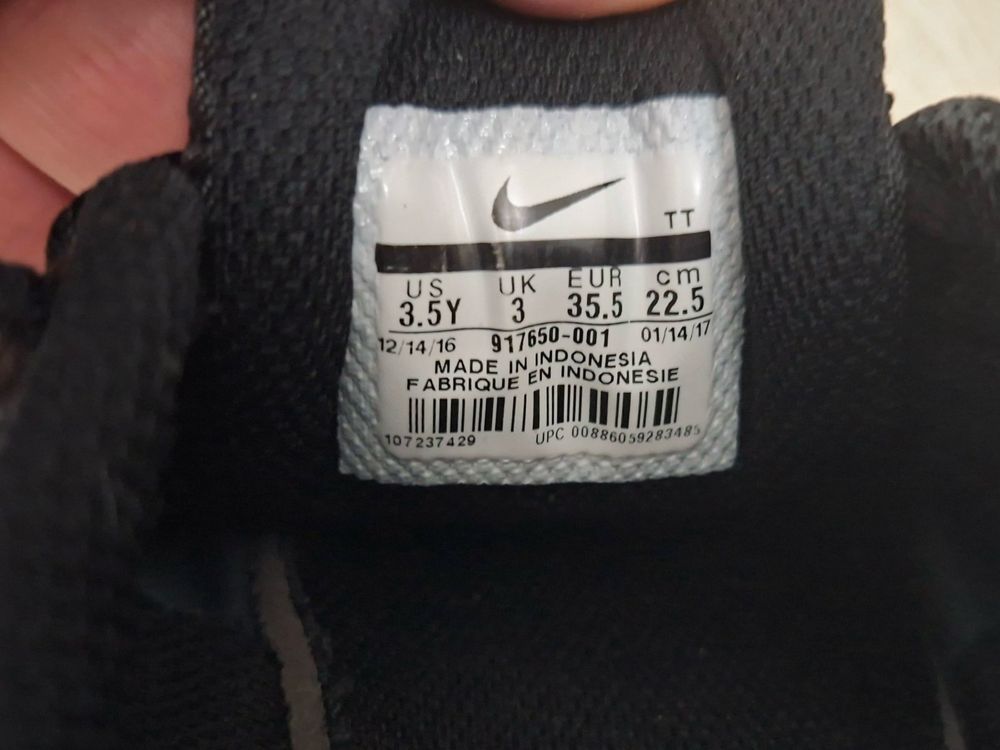 TT
US UK EUR cm
3.5Y 3 35.5 22.5
12/14/16 917650-001 01/14/17
MADE IN INDONESIA
FABRIQUE EN INDONESIE
107237429 UPC 00886059283485